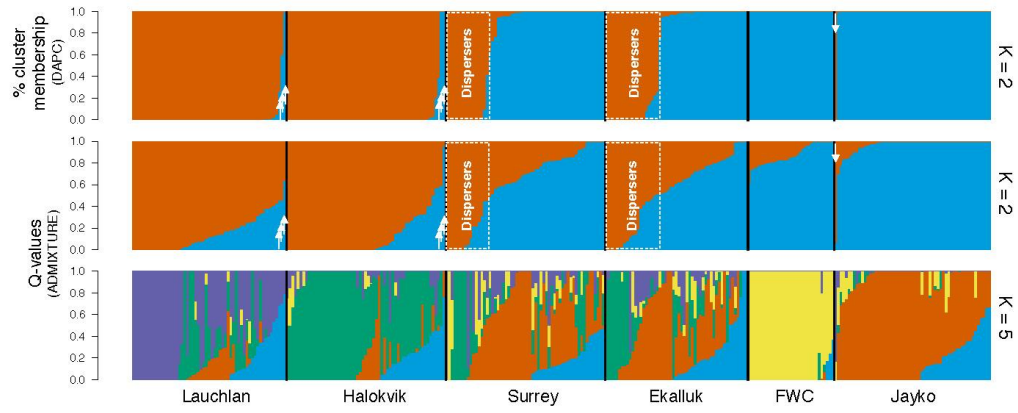 % cluster
membership
(DAPC)
1.0
0.8
0.6
0.4
0.2
0.0
Dispersers
Dispersers
K = 2
Q-values
(ADMIXTURE)
1.0
0.8
0.6
0.4
0.2
0.0
Dispersers
Dispersers
K = 2
1.0
0.8
0.6
0.4
0.2
0.0
K = 5
Lauchlan
Halokvik
Surrey
Ekalluk
FWC
Jayko